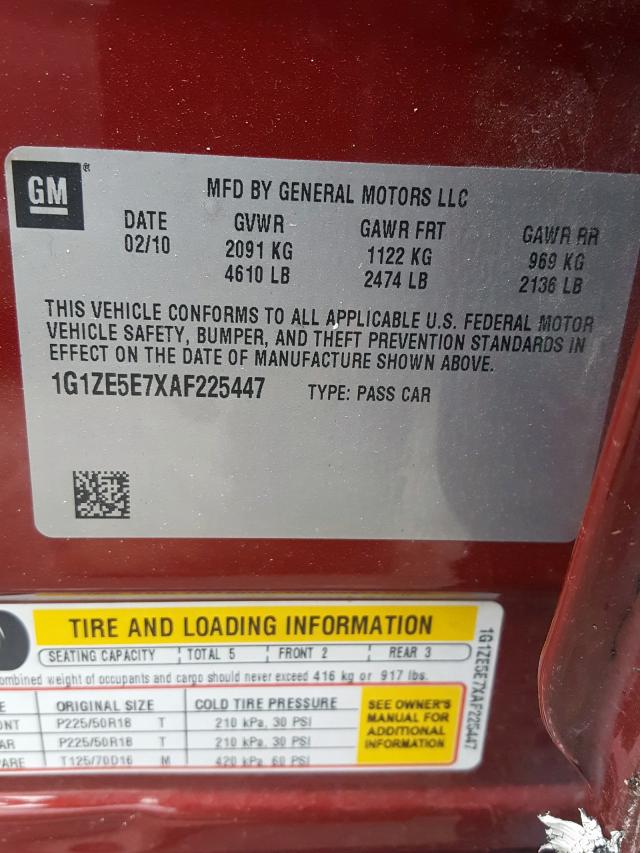 GM ®
MFD BY GENERAL MOTORS LLC
DATE GVWR GAWR FRT GAWR RR
02/10 2091 KG 1122 KG 969 KG
4610 LB 2474 LB 2136 LB
THIS VEHICLE CONFORMS TO ALL APPLICABLE U.S. FEDERAL MOTOR
VEHICLE SAFETY, BUMPER, AND THEFT PREVENTION STANDARDS IN
EFFECT ON THE DATE OF MANUFACTURE SHOWN ABOVE.
1G1ZE5E7XAF225447 TYPE: PASS CAR
TIRE AND LOADING INFORMATION
SEATING CAPACITY TOTAL 5 FRONT 2 REAR 3
ombined weight of occupants and cargo should never exceed 416 kg or 917 lbs.
E ORIGINAL SIZE COLD TIRE PRESSURE
ONT P225/50R18 T 210 kPa, 30 PSI
AR P225/50R18 T 210 kPa, 30 PSI
ARE T125/70D16 M 420 kPa, 60 PSI
SEE OWNER'S
MANUAL FOR
ADDITIONAL
INFORMATION
1G1ZE5E7XAF225447